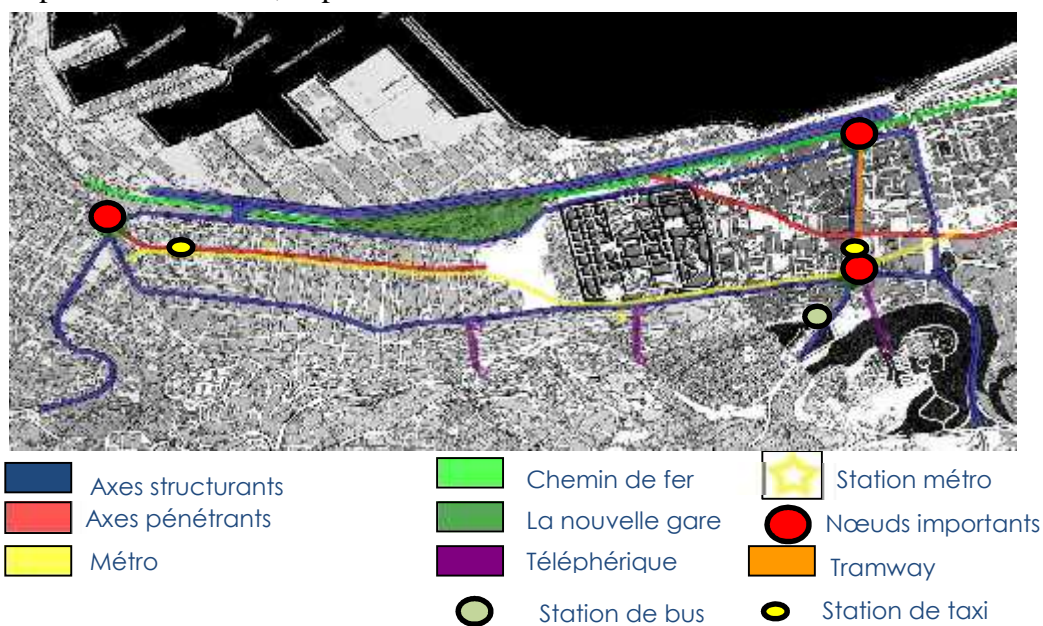 Axes structurants
Axes pénétrants
Métro
Chemin de fer
La nouvelle gare
Téléphérique
Station de bus
Station métro
Nœuds importants
Tramway
Station de taxi